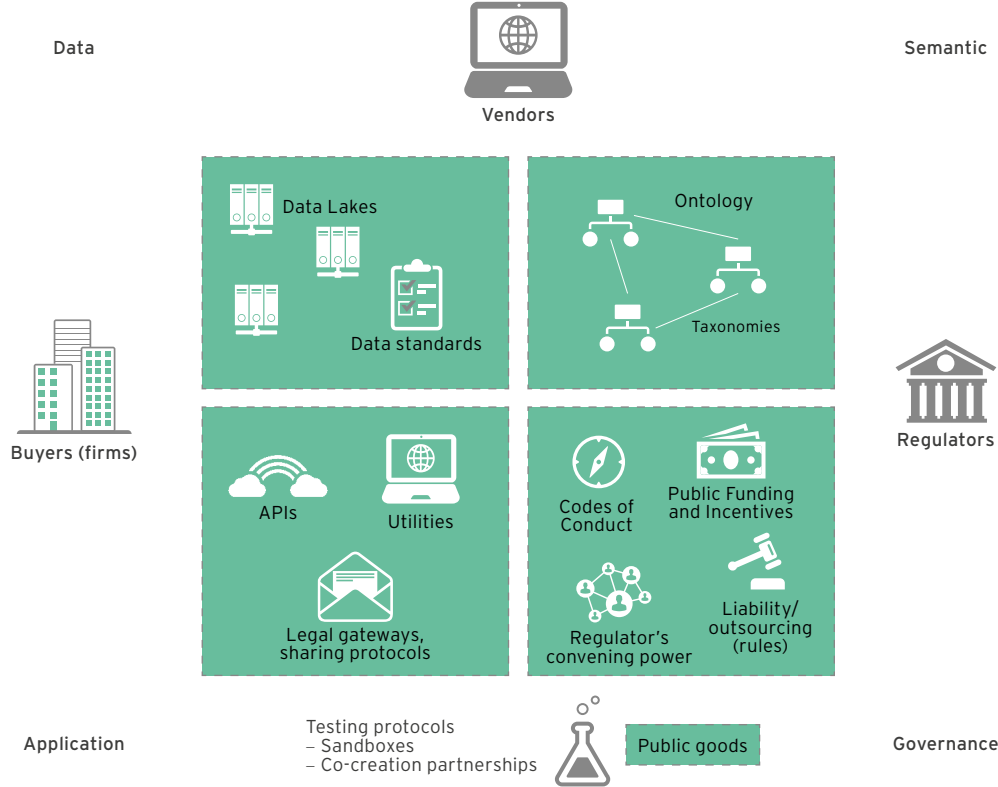 Data
Semantic
Vendors
Data Lakes
Data standards
Ontology
Taxonomies
Buyers (firms)
Regulators
APIs
Utilities
Legal gateways,
sharing protocols
Codes of
Conduct
Public Funding
and Incentives
Regulator’s
convening power
Liability/
outsourcing
(rules)
Application
Testing protocols
– Sandboxes
– Co-creation partnerships
Public goods
Governance